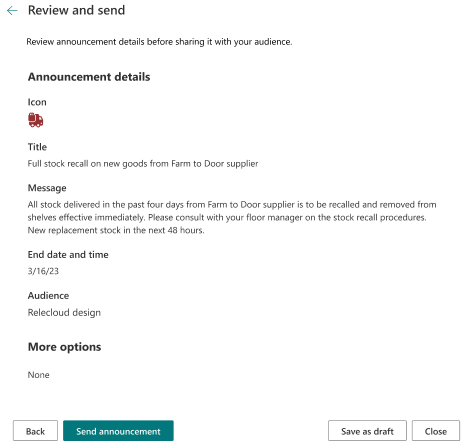 Review and send
Review announcement details before sharing it with your audience.
Announcement details
Icon
Title
Full stock recall on new goods from Farm to Door supplier
Message
All stock delivered in the past four days from Farm to Door supplier is to be recalled and removed from
shelves effective immediately. Please consult with your floor manager on the stock recall procedures.
New replacement stock in the next 48 hours.
End date and time
3/16/23
Audience
Relecloud design
More options
None
Back
Send announcement
Save as draft
Close